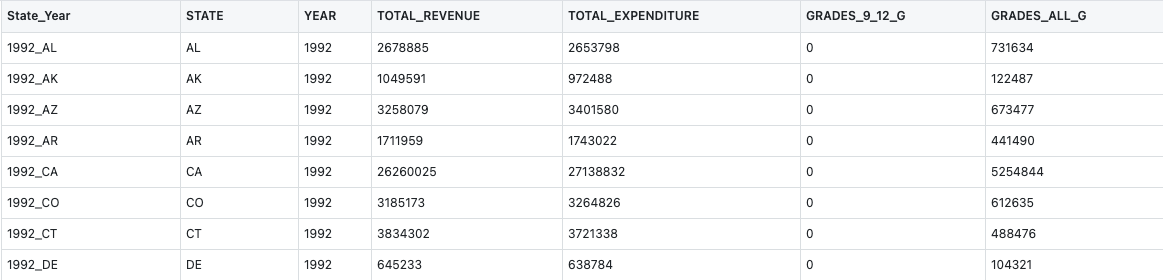 State_Year STATE YEAR TOTAL_REVENUE TOTAL_EXPENDITURE GRADES_9_12_G GRADES_ALL_G
1992_AL AL 1992 2678885 2653798 0 731634
1992_AK AK 1992 1049591 972488 0 122487
1992_AZ AZ 1992 3258079 3401580 0 673477
1992_AR AR 1992 1711959 1743022 0 441490
1992_CA CA 1992 26260025 27138832 0 5254844
1992_CO CO 1992 3185173 3264826 0 612635
1992_CT CT 1992 3834302 3721338 0 488476
1992_DE DE 1992 645233 638784 0 104321